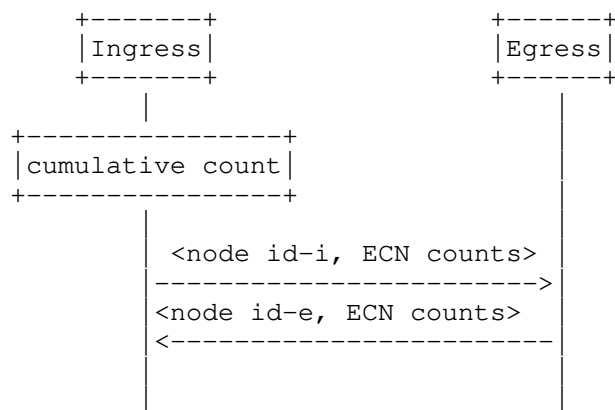 Ingress Egress
cumulative count
<node id-i, ECN counts>
<node id-e, ECN counts>